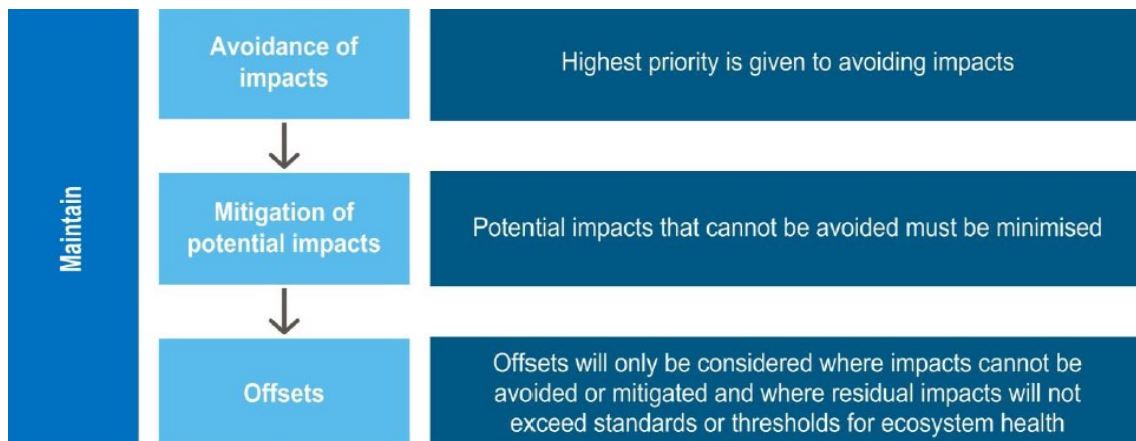 Maintain
Avoidance of
impacts
Highest priority is given to avoiding impacts
Mitigation of
potential impacts
Potential impacts that cannot be avoided must be minimised
Offsets
Offsets will only be considered where impacts cannot be
avoided or mitigated and where residual impacts will not
exceed standards or thresholds for ecosystem health